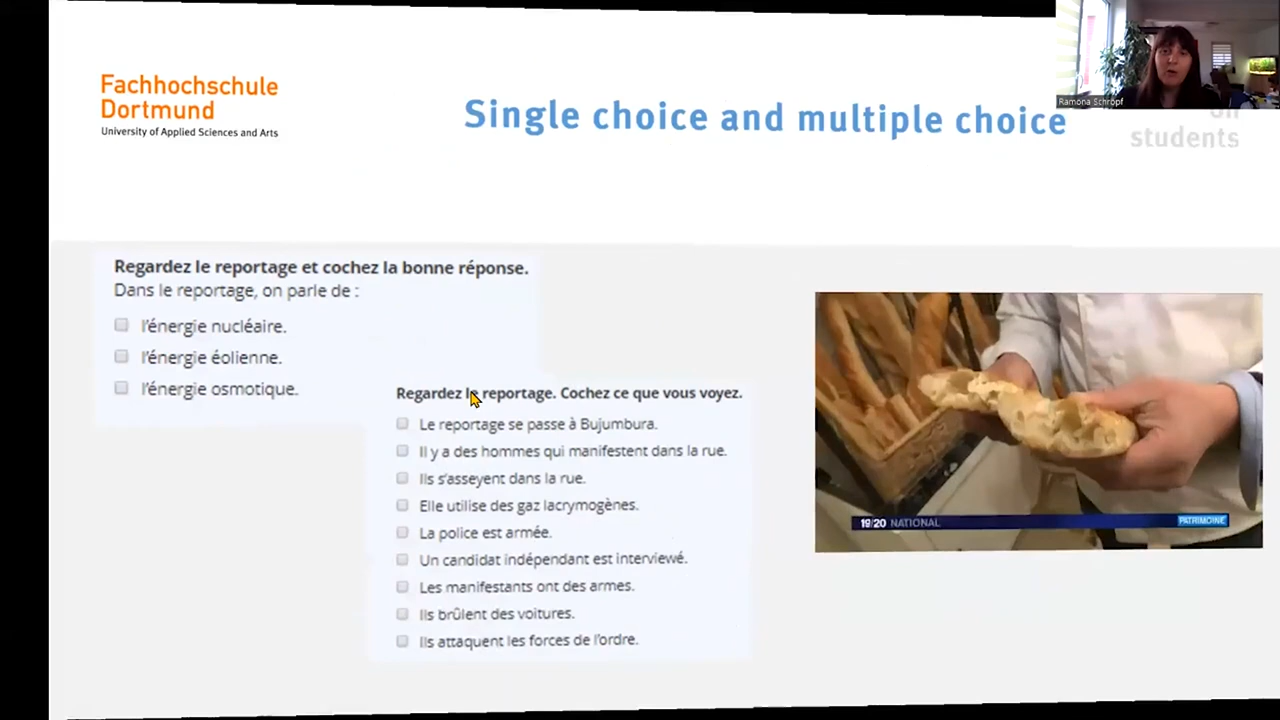 Fachhochschule
Dortmund
University of Applied Sciences and Arts
Single choice and multiple choice
on
students
Ramona Schröpf
Regardez le reportage et cochez la bonne réponse.
Dans le reportage, on parle de :
l'énergie nucléaire.
l'énergie éolienne.
l'énergie osmotique.
Regardez le reportage. Cochez ce que vous voyez.
Le reportage se passe à Bujumbura.
Il y a des hommes qui manifestent dans la rue.
Ils s'asseyent dans la rue.
Elle utilise des gaz lacrymogènes.
La police est armée.
Un candidat indépendant est interviewé.
Les manifestants ont des armes.
Ils brûlent des voitures.
Ils attaquent les forces de l'ordre.
19/20 NATIONAL
PATRIMOINE